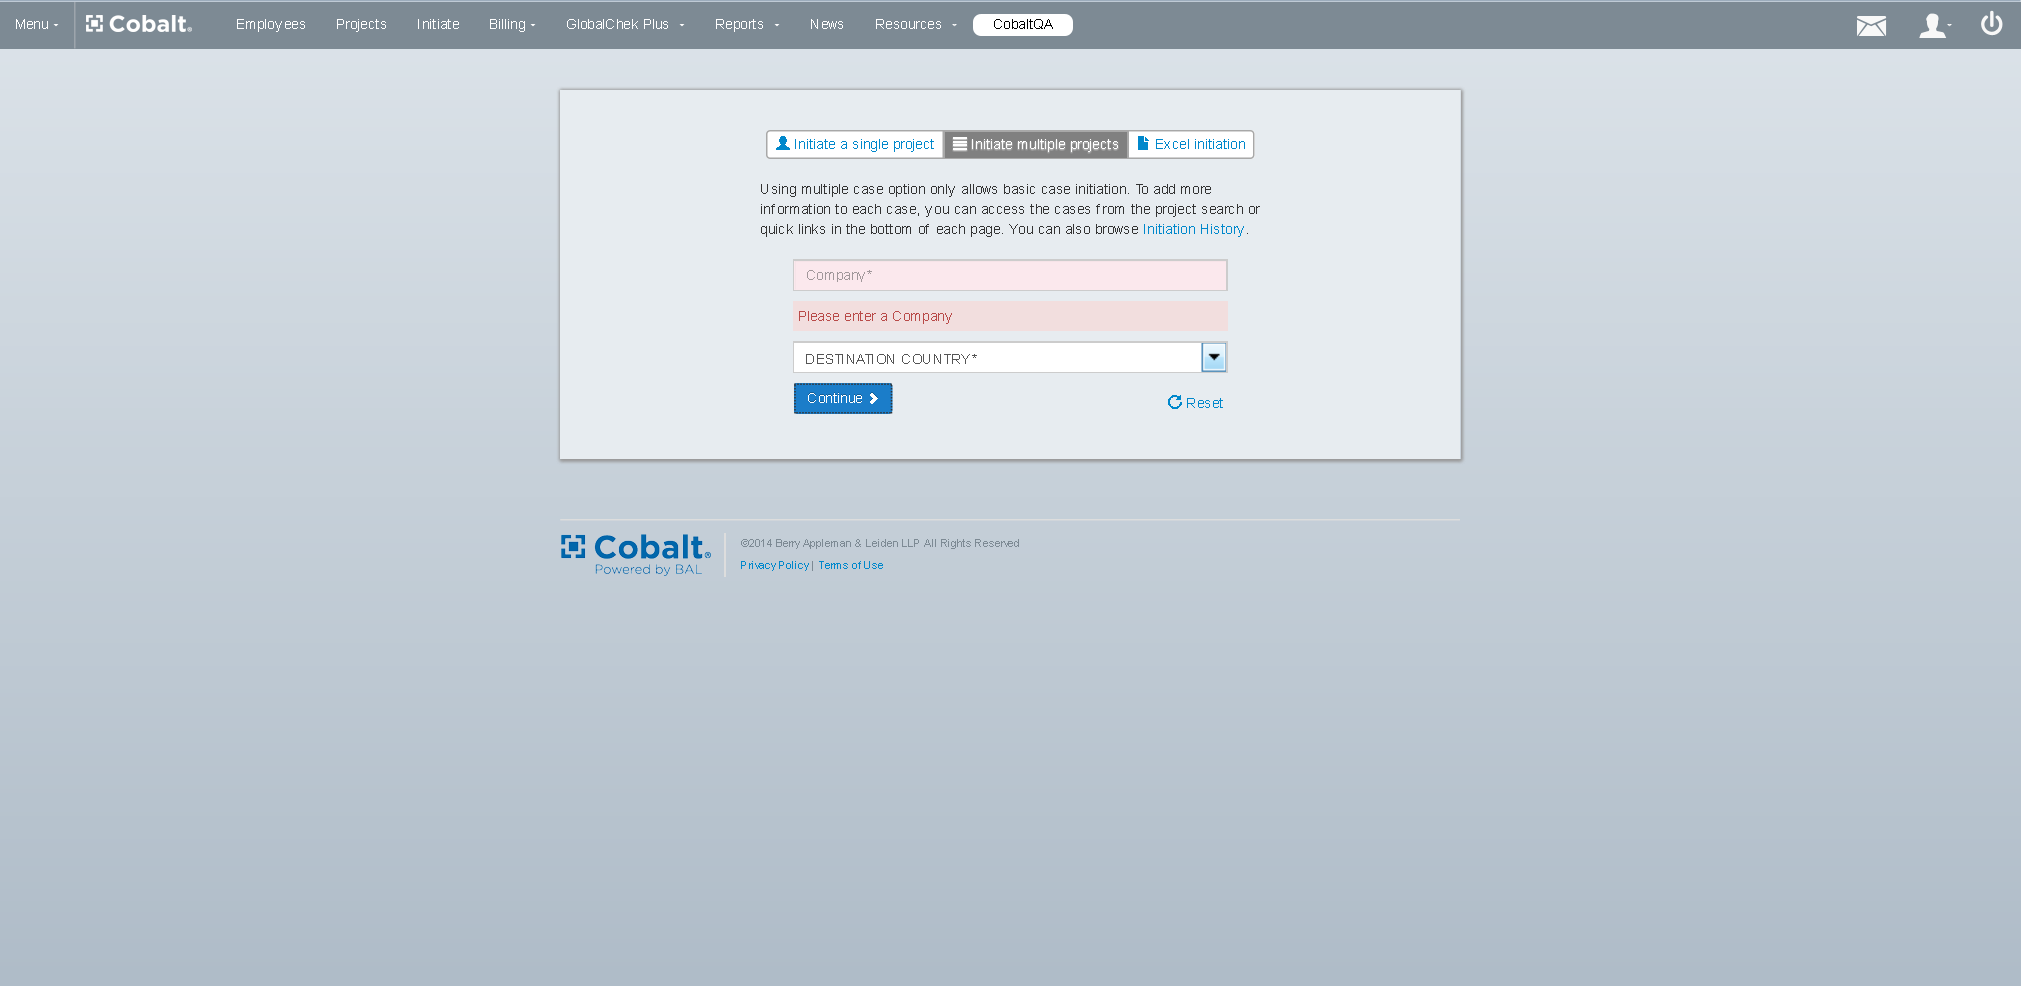 Menu Cobalt. Employees Projects Initiate Billing GlobalChek Plus Reports News Resources CobaltQA
Initiate a single project Initiate multiple projects Excel initiation
Using multiple case option only allows basic case initiation. To add more
information to each case, you can access the cases from the project search or
quick links in the bottom of each page. You can also browse Initiation History.
Company*
Please enter a Company
DESTINATION COUNTRY*
Continue Reset
Cobalt®
Powered by BAL
©2014 Berry Appleman & Leiden LLP All Rights Reserved
Privacy Policy | Terms of Use